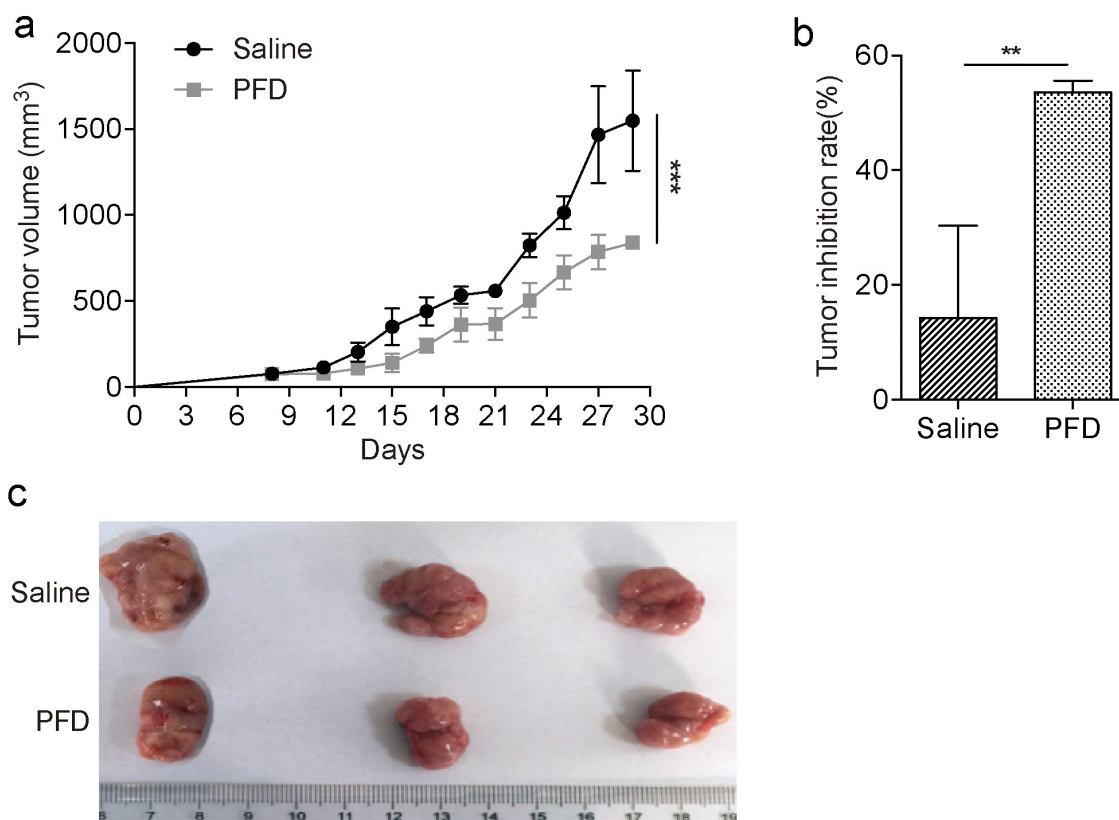 a
Saline
PFD
2000
1500
1000
500
0
Tumor volume (mm³)
0 3 6 9 12 15 18 21 24 27 30
Days
***
b
60
40
20
0
Tumor inhibition rate(%)
**
Saline PFD
c
Saline
PFD
6 7 8 9 10 11 12 13 14 15 16 17 18 19